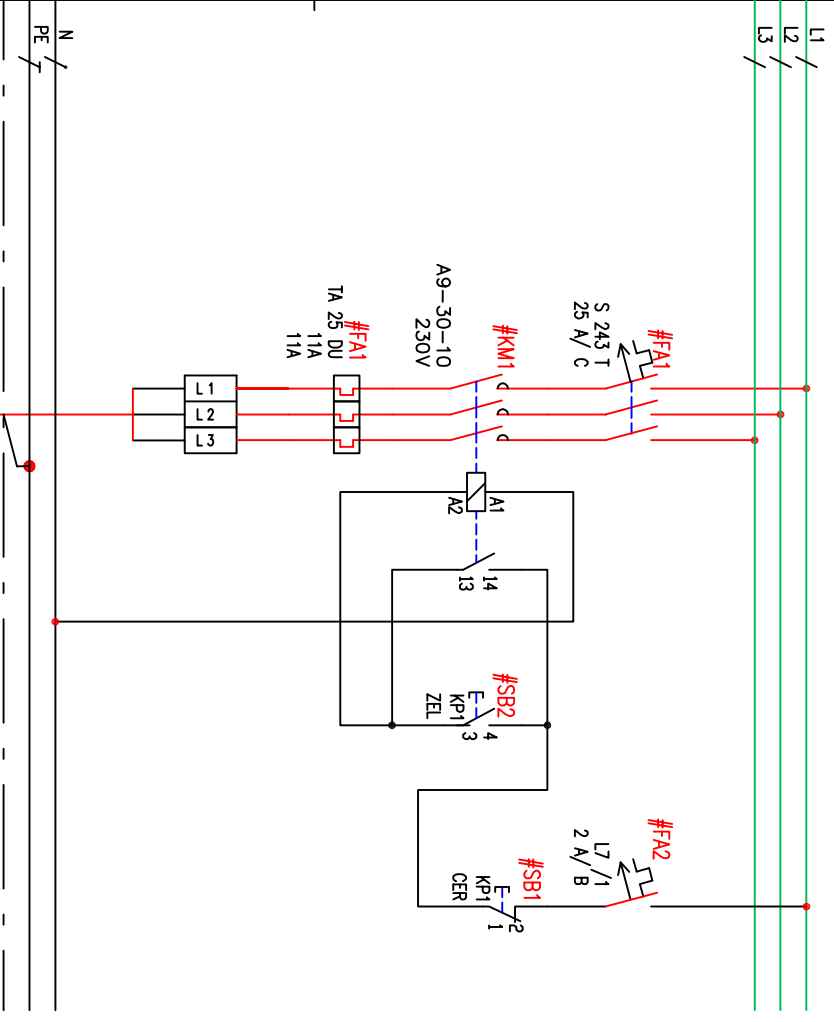 L1
L2
L3
N
PE
#FA1
S 243 T
25 A/ C
#KM1
A9-30-10
230V
#FA1
TA 25 DU
11A
11A
L1
L2
L3
A1
A2
14
13
#SB2
KP1
ZEL
4
3
#FA2
L7 /1
2 A/ B
#SB1
KP1
CER
2
1